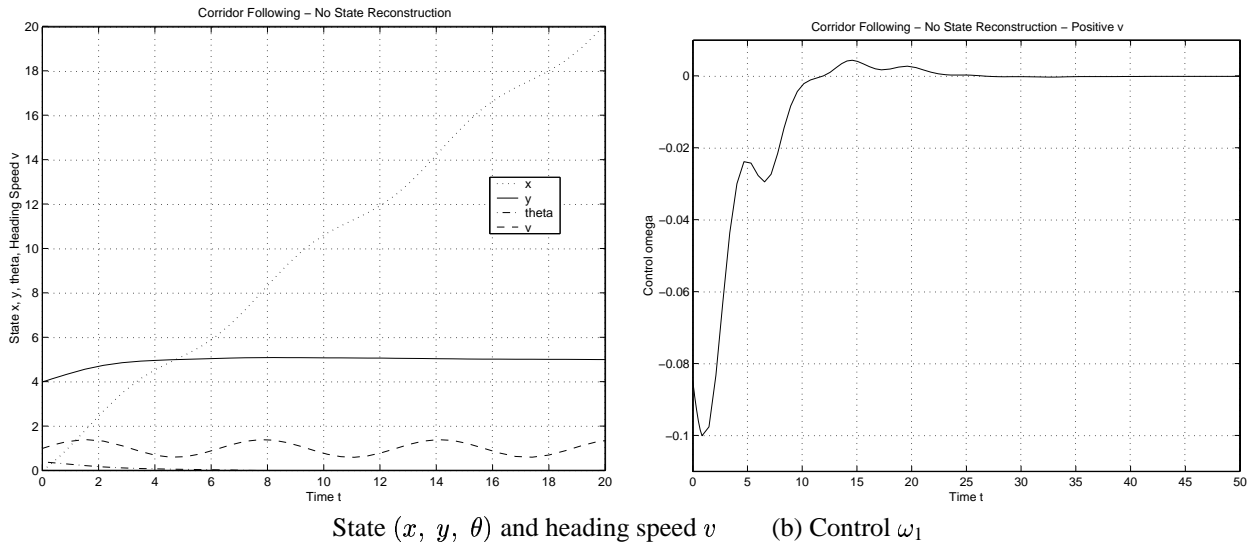 Corridor Following − No State Reconstruction
20
18
16
14
12
10
8
6
4
2
0
State x, y, theta, Heading Speed v
x
y
theta
v
0 2 4 6 8 10 12 14 16 18 20
Time t
Corridor Following − No State Reconstruction − Positive v
0
−0.02
−0.04
−0.06
−0.08
−0.1
Control omega
0 5 10 15 20 25 30 35 40 45 50
Time t
State (x, y, θ) and heading speed v (b) Control ω₁